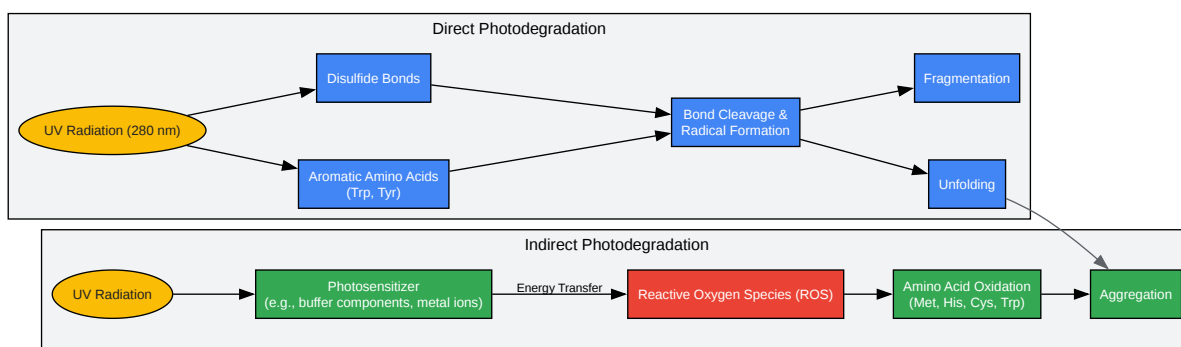 Direct Photodegradation
UV Radiation (280 nm)
Disulfide Bonds
Aromatic Amino Acids
(Trp, Tyr)
Bond Cleavage &
Radical Formation
Fragmentation
Unfolding
Indirect Photodegradation
UV Radiation
Photosensitizer
(e.g., buffer components, metal ions)
Energy Transfer
Reactive Oxygen Species (ROS)
Amino Acid Oxidation
(Met, His, Cys, Trp)
Aggregation